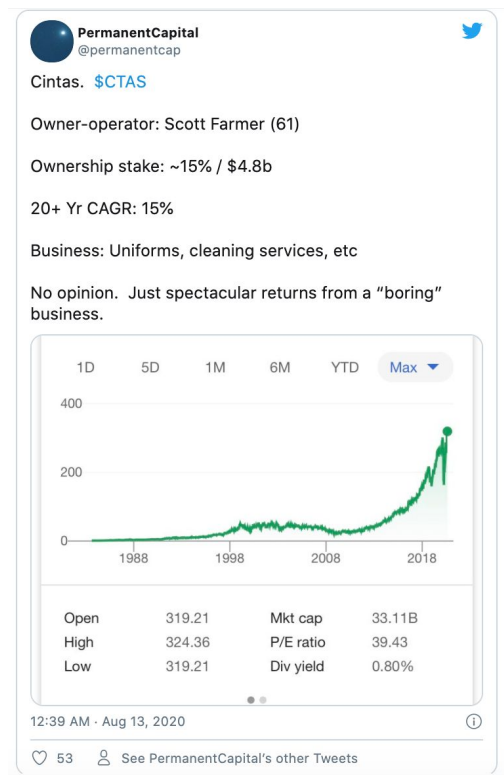 PermanentCapital
@permanentcap
Cintas. $CTAS
Owner-operator: Scott Farmer (61)
Ownership stake: ~15% / $4.8b
20+ Yr CAGR: 15%
Business: Uniforms, cleaning services, etc
No opinion. Just spectacular returns from a “boring”
business.
1D 5D 1M 6M YTD Max
400
200
0
1988 1998 2008 2018
Open 319.21 Mkt cap 33.11B
High 324.36 P/E ratio 39.43
Low 319.21 Div yield 0.80%
12:39 AM · Aug 13, 2020
53 See PermanentCapital's other Tweets